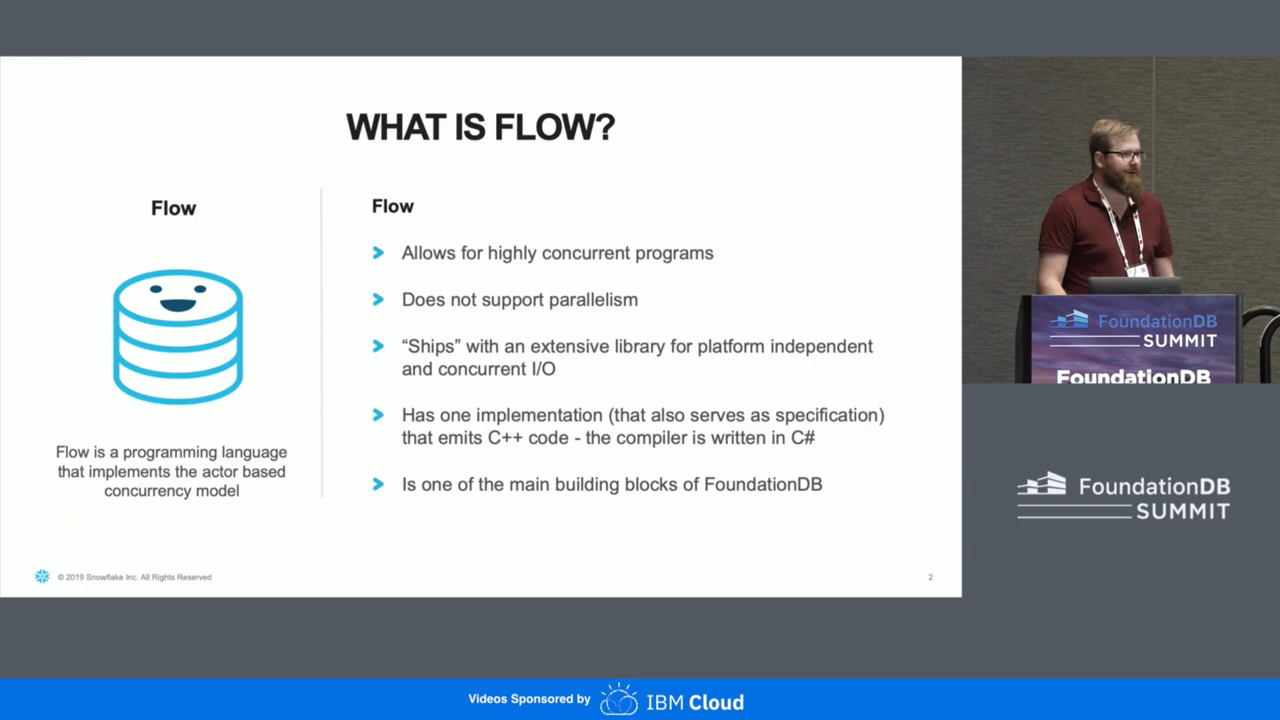 WHAT IS FLOW?
Flow
Flow is a programming language
that implements the actor based
concurrency model
Flow
Allows for highly concurrent programs
Does not support parallelism
“Ships” with an extensive library for platform independent
and concurrent I/O
Has one implementation (that also serves as specification)
that emits C++ code - the compiler is written in C#
Is one of the main building blocks of FoundationDB
© 2019 Snowflake Inc. All Rights Reserved
2
FoundationDB
SUMMIT
FoundationDB
FoundationDB
SUMMIT
Videos Sponsored by
IBM Cloud